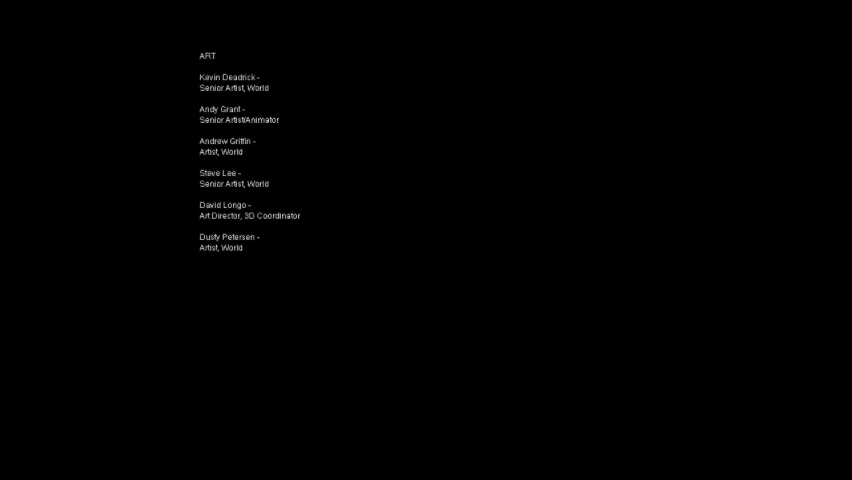 ART
Kevin Deadrick -
Senior Artist, World
Andy Grant -
Senior Artist/Animator
Andrew Griffin -
Artist, World
Steve Lee -
Senior Artist, World
David Longo -
Art Director, 3D Coordinator
Dusty Petersen -
Artist, World